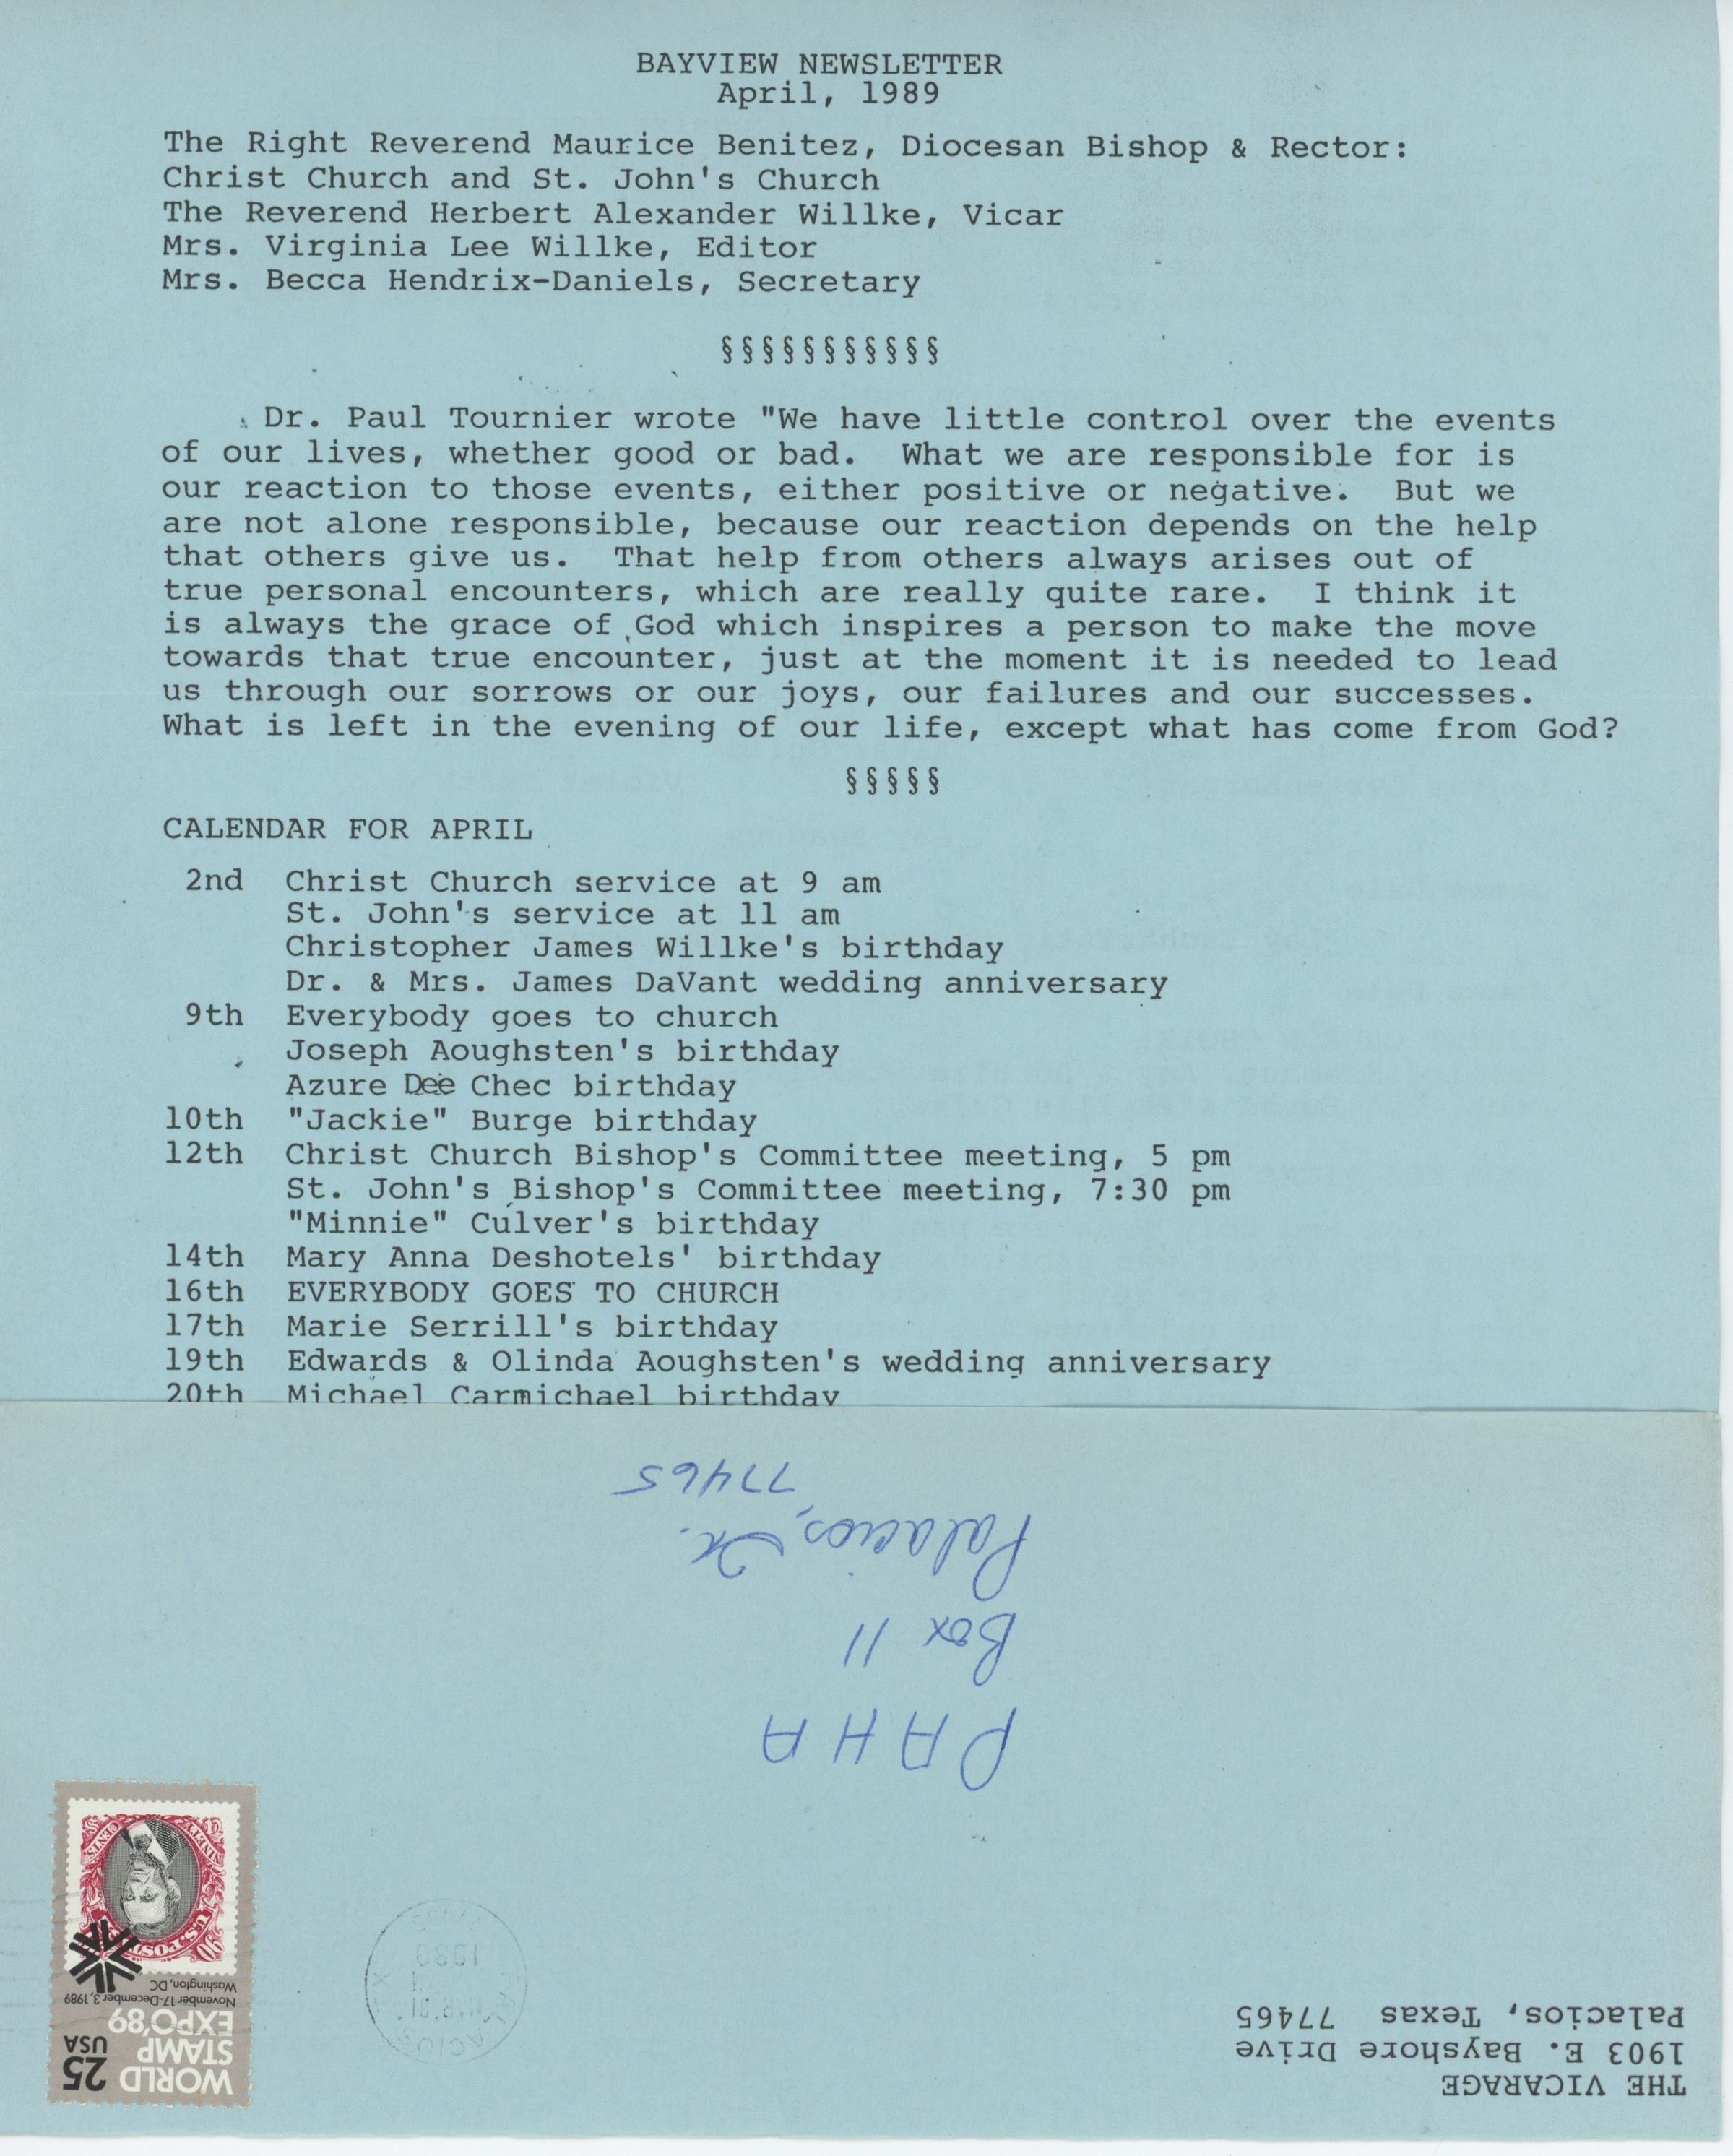 BAYVIEW NEWSLETTER
April, 1989
The Right Reverend Maurice Benitez, Diocesan Bishop & Rector:
Christ Church and St. John's Church
The Reverend Herbert Alexander Willke, Vicar
Mrs. Virginia Lee Willke, Editor
Mrs. Becca Hendrix-Daniels, Secretary
§§§§§§§§§§§
Dr. Paul Tournier wrote "We have little control over the events
of our lives, whether good or bad. What we are responsible for is
our reaction to those events, either positive or negative. But we
are not alone responsible, because our reaction depends on the help
that others give us. That help from others always arises out of
true personal encounters, which are really quite rare. I think it
is always the grace of God which inspires a person to make the move
towards that true encounter, just at the moment it is needed to lead
us through our sorrows or our joys, our failures and our successes.
What is left in the evening of our life, except what has come from God?
§§§§§
CALENDAR FOR APRIL
2nd Christ Church service at 9 am
St. John's service at 11 am
Christopher James Willke's birthday
Dr. & Mrs. James DaVant wedding anniversary
9th Everybody goes to church
Joseph Aoughsten's birthday
Azure Dee Chec birthday
10th "Jackie" Burge birthday
12th Christ Church Bishop's Committee meeting, 5 pm
St. John's Bishop's Committee meeting, 7:30 pm
"Minnie" Culver's birthday
14th Mary Anna Deshotels' birthday
16th EVERYBODY GOES TO CHURCH
17th Marie Serrill's birthday
19th Edwards & Olinda Aoughsten's wedding anniversary
20th Michael Carmichael birthday
THE VICARAGE
1903 E. Bayshore Drive
Palacios, Texas 77465
25
USA
WORLD
STAMP
EXPO'89
November 17-December 3, 1989
Washington, DC
90
U.S. POSTAGE
NINETY CENTS
PALACIOS
TX
MAR 31
1989
PAHA
Box 11
Palacios, Tx.
77465